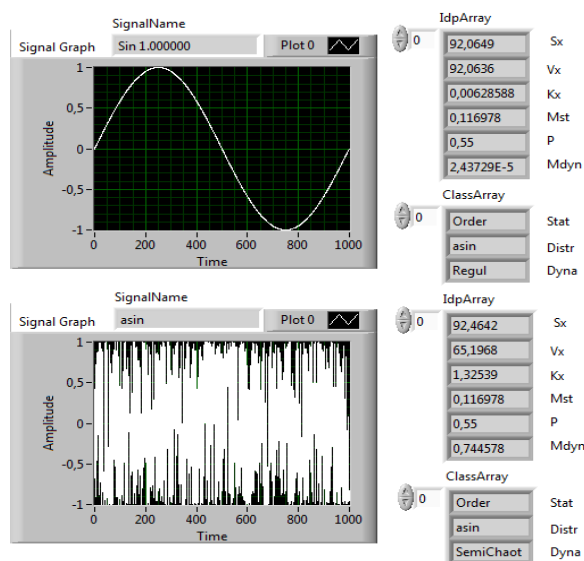 SignalName
Signal Graph Sin 1.000000 Plot 0
Amplitude
1
0,5
0
-0,5
-1
0 200 400 600 800 1000
Time
IdpArray
0 92,0649 Sx
92,0636 Vx
0,00628588 Kx
0,116978 Mst
0,55 P
2,43729E-5 Mdyn
ClassArray
0 Order Stat
asin Distr
Regul Dyna
SignalName
Signal Graph asin Plot 0
Amplitude
1
0,5
0
-0,5
-1
0 200 400 600 800 1000
Time
IdpArray
0 92,4642 Sx
65,1968 Vx
1,32539 Kx
0,116978 Mst
0,55 P
0,744578 Mdyn
ClassArray
0 Order Stat
asin Distr
SemiChaot Dyna